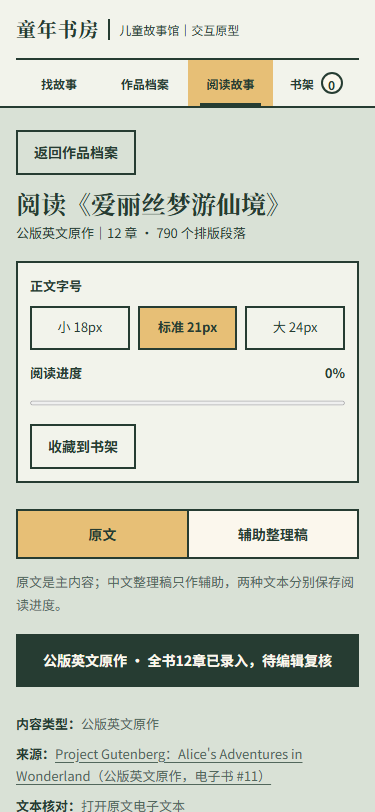 童年书房｜儿童故事馆｜交互原型
找故事 作品档案 阅读故事 书架 0
返回作品档案
阅读《爱丽丝梦游仙境》
公版英文原作｜12 章 · 790 个排版段落
正文字号
小 18px 标准 21px 大 24px
阅读进度 0%
收藏到书架
原文 辅助整理稿
原文是主内容；中文整理稿只作辅助，两种文本分别保存阅
读进度。
公版英文原作 · 全书12章已录入，待编辑复核
内容类型：公版英文原作
来源：Project Gutenberg：Alice's Adventures in
Wonderland（公版英文原作，电子书 #11）
文本核对：打开原文电子文本